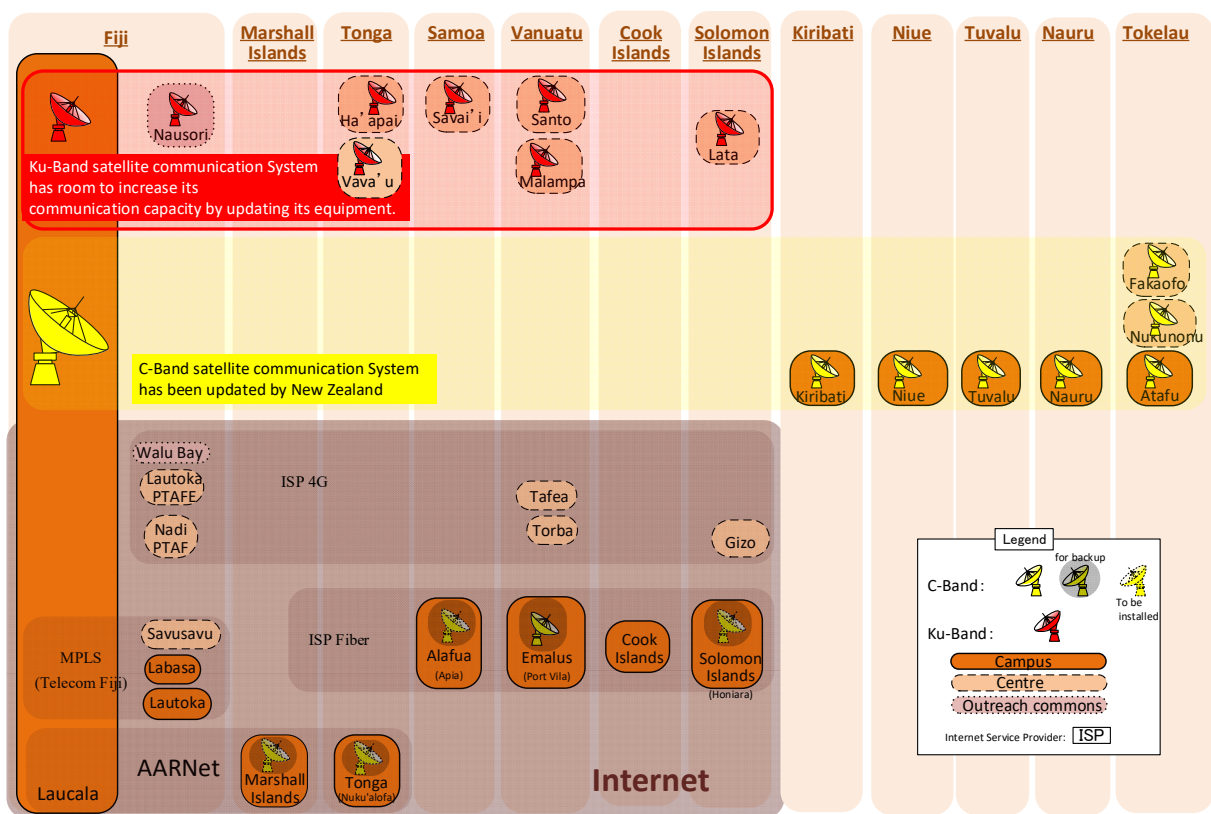 Fiji
Marshall
Islands
Tonga
Samoa
Vanuatu
Cook
Islands
Solomon
Islands
Kiribati
Niue
Tuvalu
Nauru
Tokelau
Nausori
Ha'apai
Savai'i
Santo
Lata
Vava'u
Malampa
Ku-Band satellite communication System
has room to increase its
communication capacity by updating its equipment.
Fakaofo
Nukunonu
C-Band satellite communication System
has been updated by New Zealand
Kiribati
Niue
Tuvalu
Nauru
Atafu
Walu Bay
Lautoka
PTAFE
Nadi
PTAF
ISP 4G
Tafea
Torba
Gizo
MPLS
(Telecom Fiji)
Savusavu
Labasa
Lautoka
ISP Fiber
Alafua
(Apia)
Emalus
(Port Vila)
Cook
Islands
Solomon
Islands
(Honiara)
Laucala
AARNet
Marshall
Islands
Tonga
(Nuku'alofa)
Internet
Legend
for backup
C-Band:
To be
installed
Ku-Band:
Campus
Centre
Outreach commons
Internet Service Provider: ISP